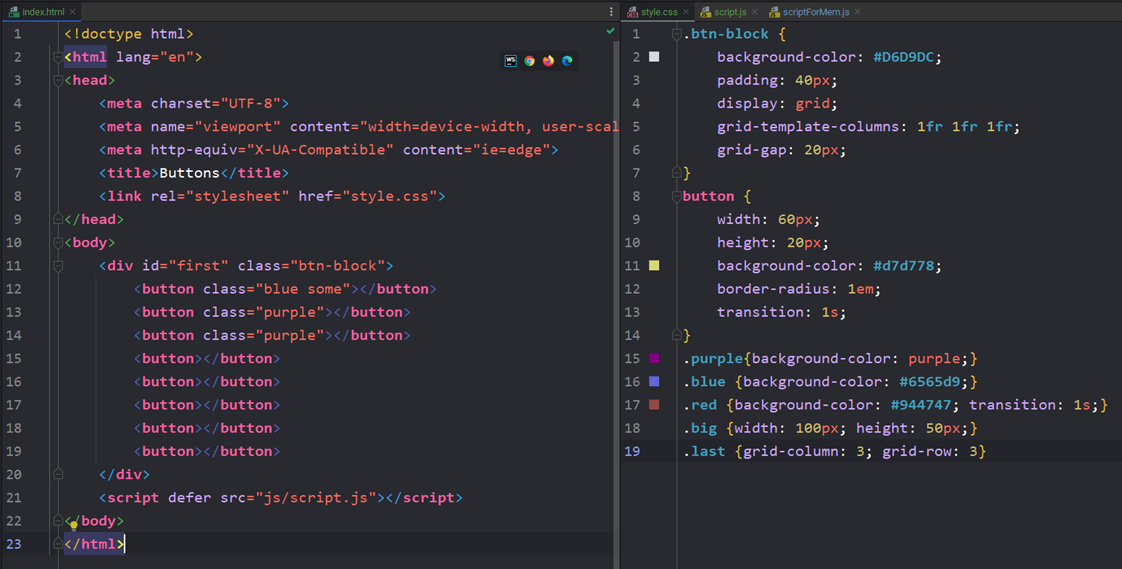 index.html
1 <!doctype html>
2 <html lang="en">
3 <head>
4 <meta charset="UTF-8">
5 <meta name="viewport" content="width=device-width, user-scal
6 <meta http-equiv="X-UA-Compatible" content="ie=edge">
7 <title>Buttons</title>
8 <link rel="stylesheet" href="style.css">
9 </head>
10 <body>
11 <div id="first" class="btn-block">
12 <button class="blue some"></button>
13 <button class="purple"></button>
14 <button class="purple"></button>
15 <button></button>
16 <button></button>
17 <button></button>
18 <button></button>
19 <button></button>
20 </div>
21 <script defer src="js/script.js"></script>
22 </body>
23 </html>
WS
style.css script.js scriptForMem.js
1 .btn-block {
2 background-color: #D6D9DC;
3 padding: 40px;
4 display: grid;
5 grid-template-columns: 1fr 1fr 1fr;
6 grid-gap: 20px;
7 }
8 button {
9 width: 60px;
10 height: 20px;
11 background-color: #d7d778;
12 border-radius: 1em;
13 transition: 1s;
14 }
15 .purple{background-color: purple;}
16 .blue {background-color: #6565d9;}
17 .red {background-color: #944747; transition: 1s;}
18 .big {width: 100px; height: 50px;}
19 .last {grid-column: 3; grid-row: 3}